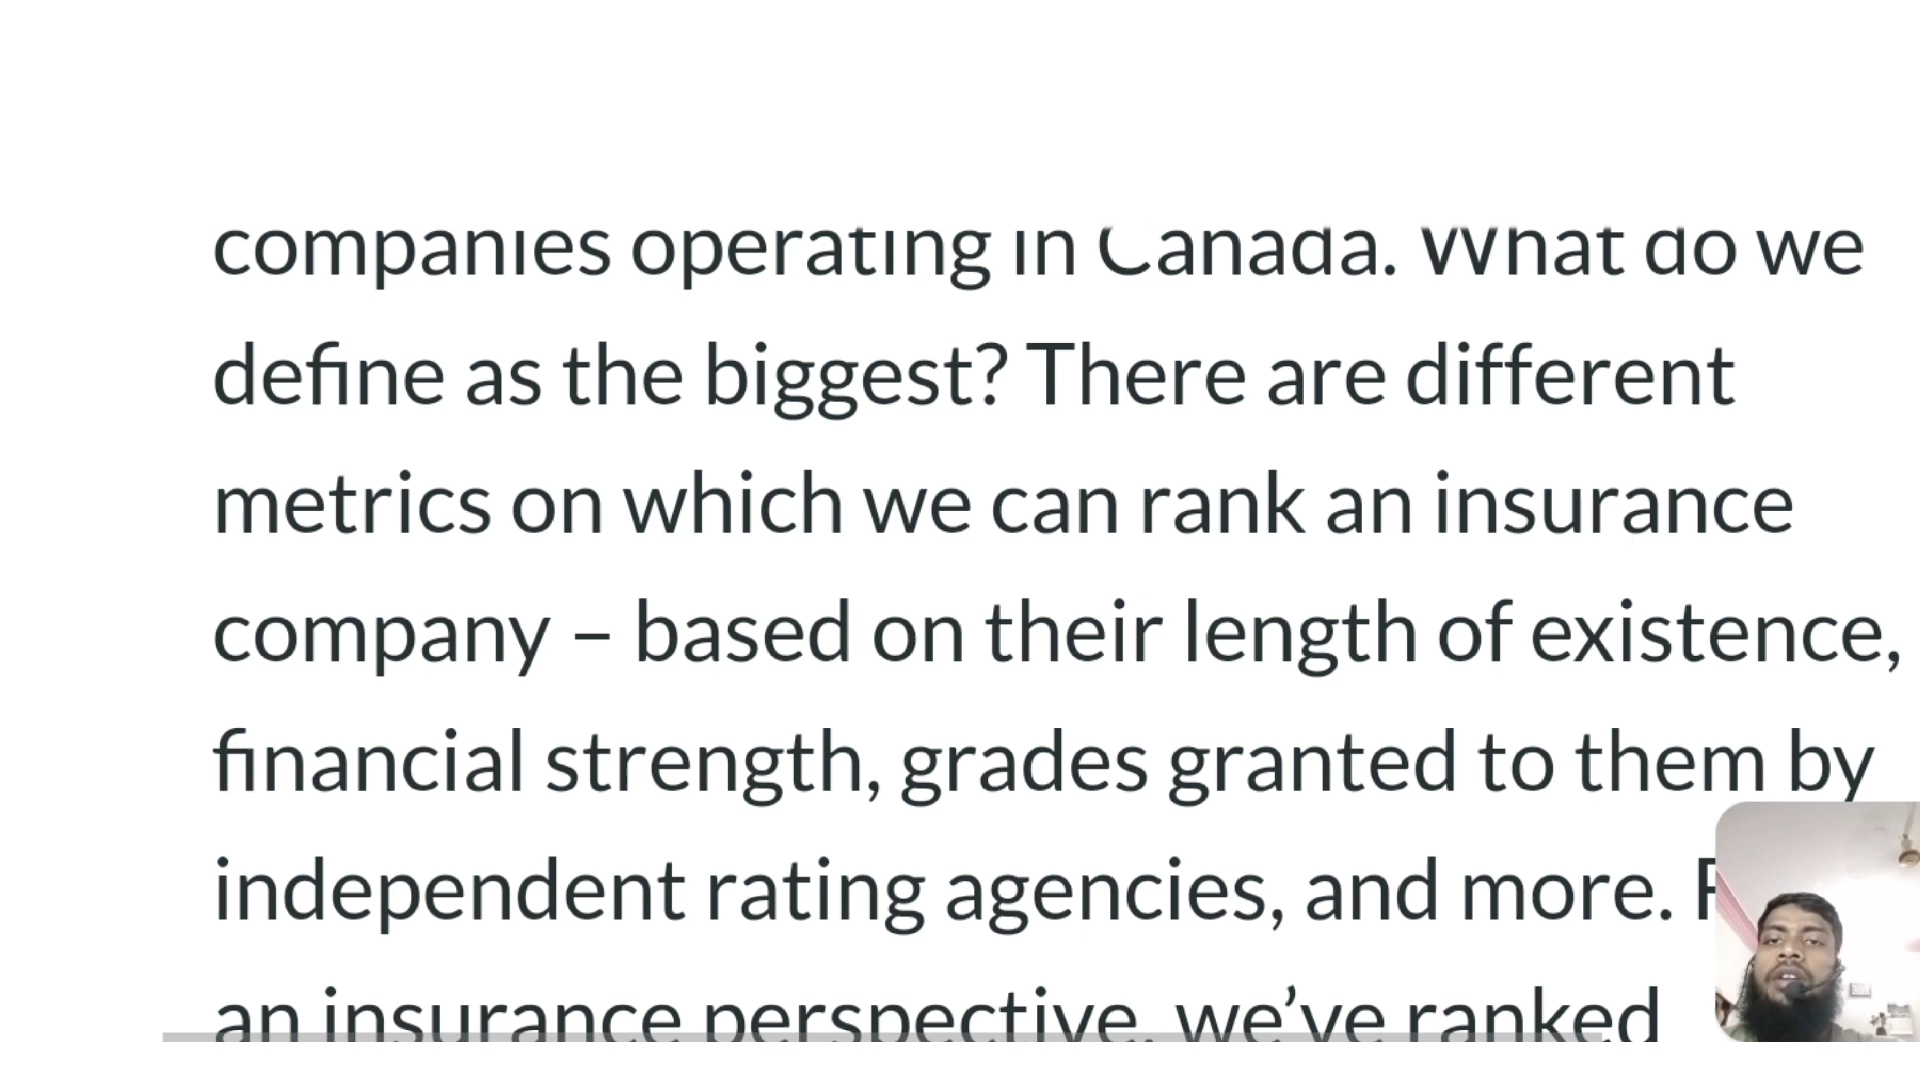 companies operating in Canada. What do we
define as the biggest? There are different
metrics on which we can rank an insurance
company – based on their length of existence,
financial strength, grades granted to them by
independent rating agencies, and more.
an insurance perspective, we’ve ranked